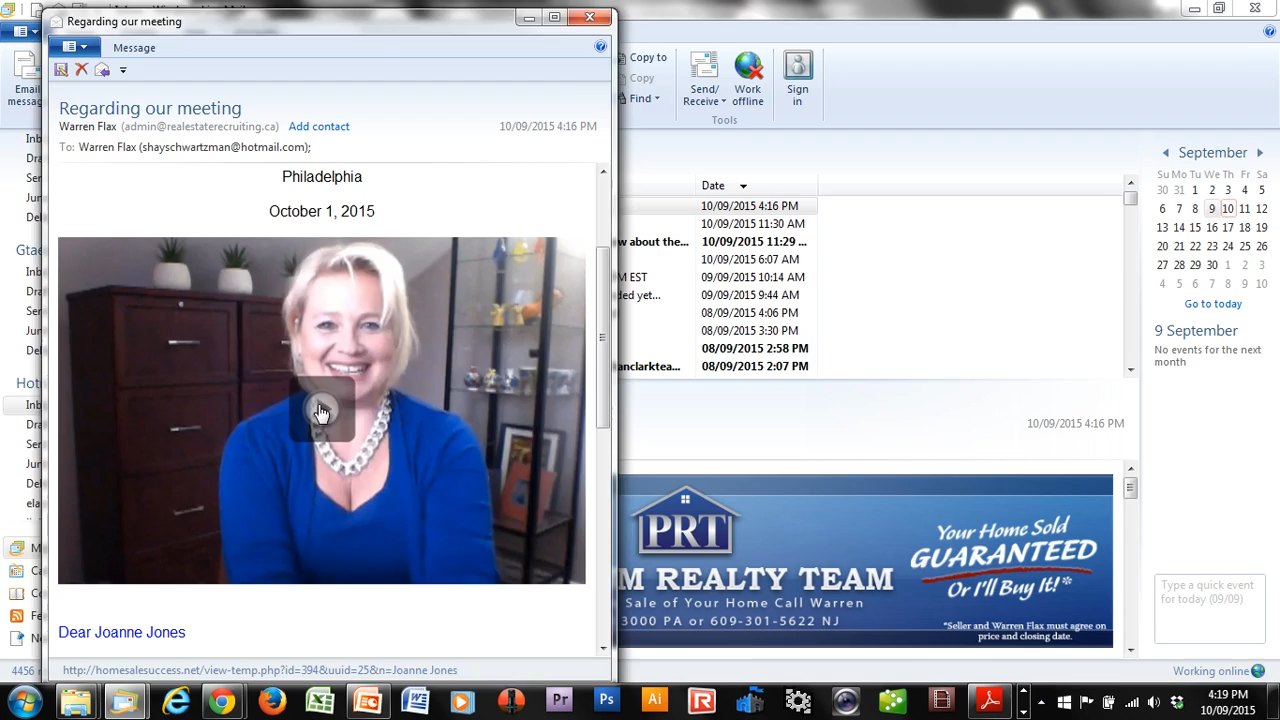 Regarding our meeting
Message
Regarding our meeting
Warren Flax (admin@realestaterecruiting.ca) Add contact
10/09/2015 4:16 PM
To: Warren Flax (shayschwartzman@hotmail.com);
Philadelphia
October 1, 2015
Dear Joanne Jones
http://homesalesuccess.net/view-temp.php?id=394&uuid=25&n=Joanne Jones
Email
Copy to
Copy
Find
Send/
Receive
Work
offline
Sign
in
Tools
Date
10/09/2015 4:16 PM
10/09/2015 11:30 AM
w about the... 10/09/2015 11:29 ...
10/09/2015 6:07 AM
M EST 09/09/2015 10:14 AM
ded yet... 09/09/2015 9:44 AM
08/09/2015 4:06 PM
08/09/2015 3:30 PM
08/09/2015 2:58 PM
anclarktea... 08/09/2015 2:07 PM
10/09/2015 4:16 PM
PRT
M REALTY TEAM
Sale of Your Home Call Warren
3000 PA or 609-301-5622 NJ
Your Home Sold
GUARANTEED
Or I'll Buy It!*
*Seller and Warren Flax must agree on
price and closing date.
September
Su Mo Tu We Th Fr Sa
30 31 1 2 3 4 5
6 7 8 9 10 11 12
13 14 15 16 17 18 19
20 21 22 23 24 25 26
27 28 29 30 1 2 3
4 5 6 7 8 9 10
Go to today
9 September
No events for the next
month
Type a quick event
for today (09/09)
Working online
Pr
Ps
Ai
R
4:19 PM
10/09/2015